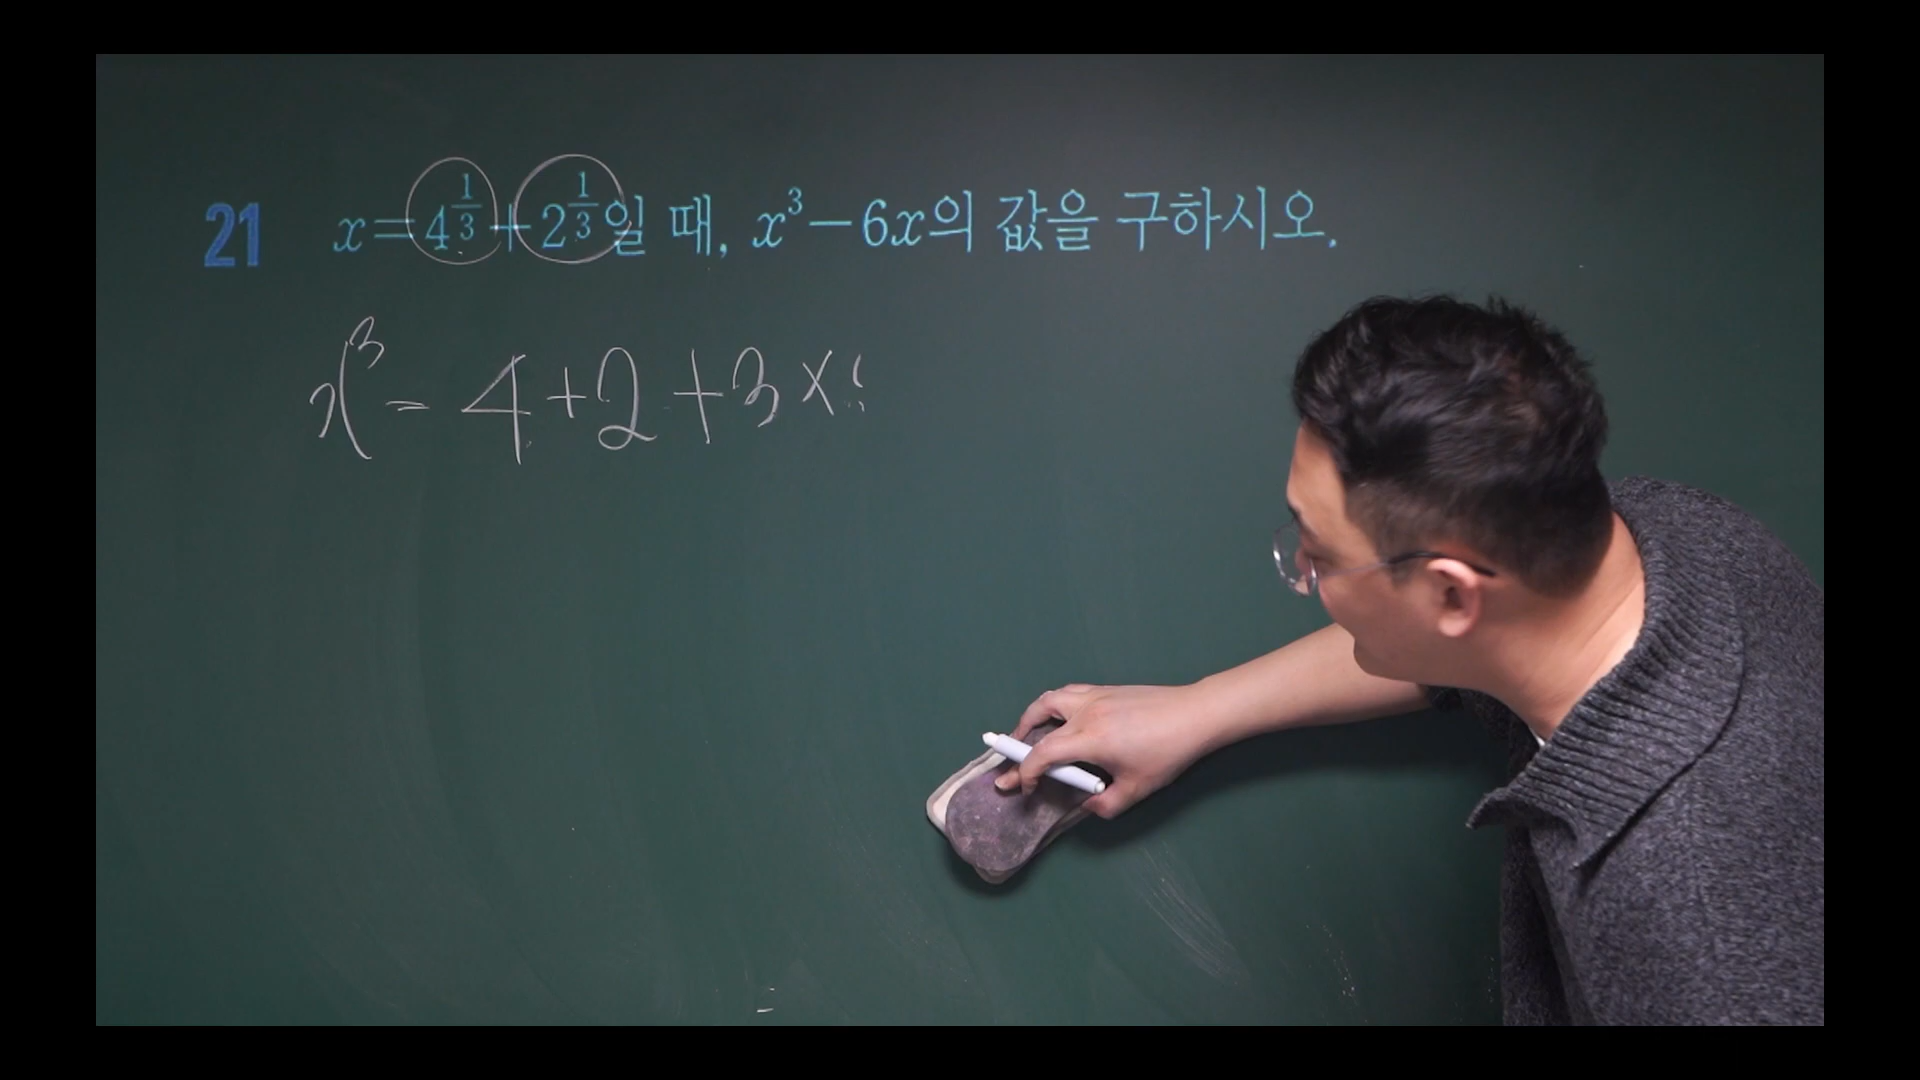 21 x=4^{1/3}+2^{1/3}일 때, x³-6x의 값을 구하시오.
x³ = 4+2+3×